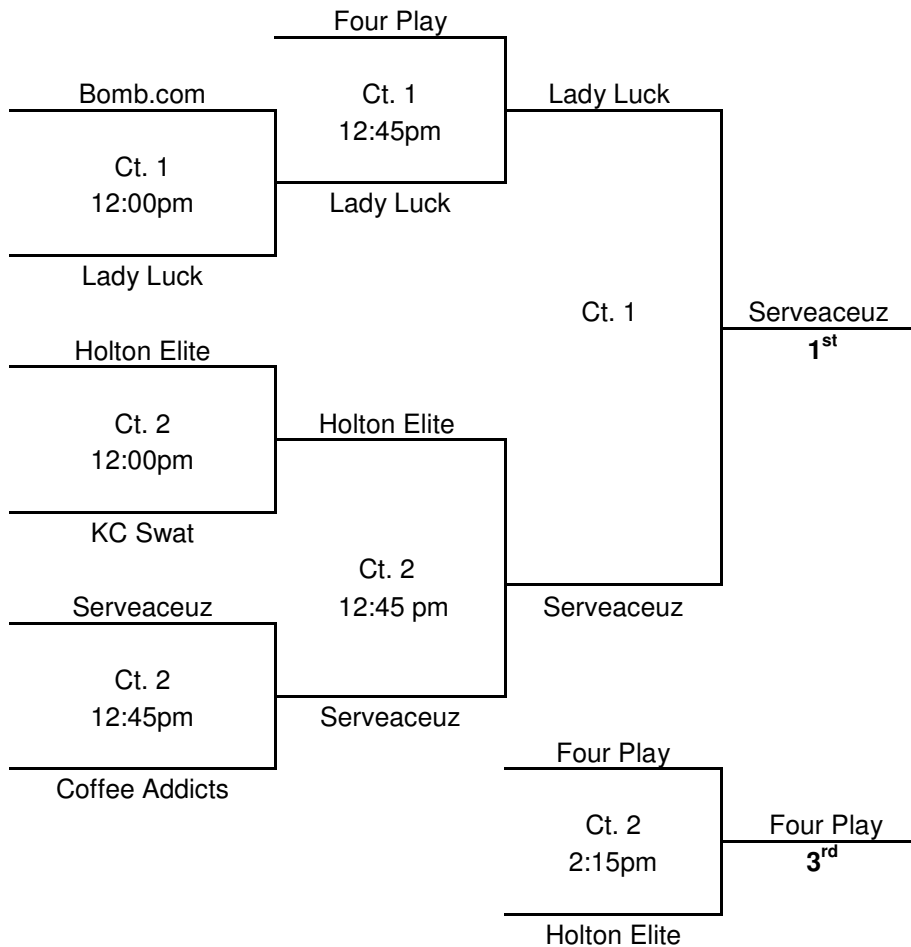 Four Play
Bomb.com
Ct. 1
12:45pm
Lady Luck
Ct. 1
12:00pm
Lady Luck
Lady Luck
Ct. 1
Serveaceuz
1st
Holton Elite
Ct. 2
12:00pm
Holton Elite
KC Swat
Ct. 2
12:45 pm
Serveaceuz
Serveaceuz
Ct. 2
12:45pm
Serveaceuz
Coffee Addicts
Four Play
Ct. 2
2:15pm
Four Play
3rd
Holton Elite